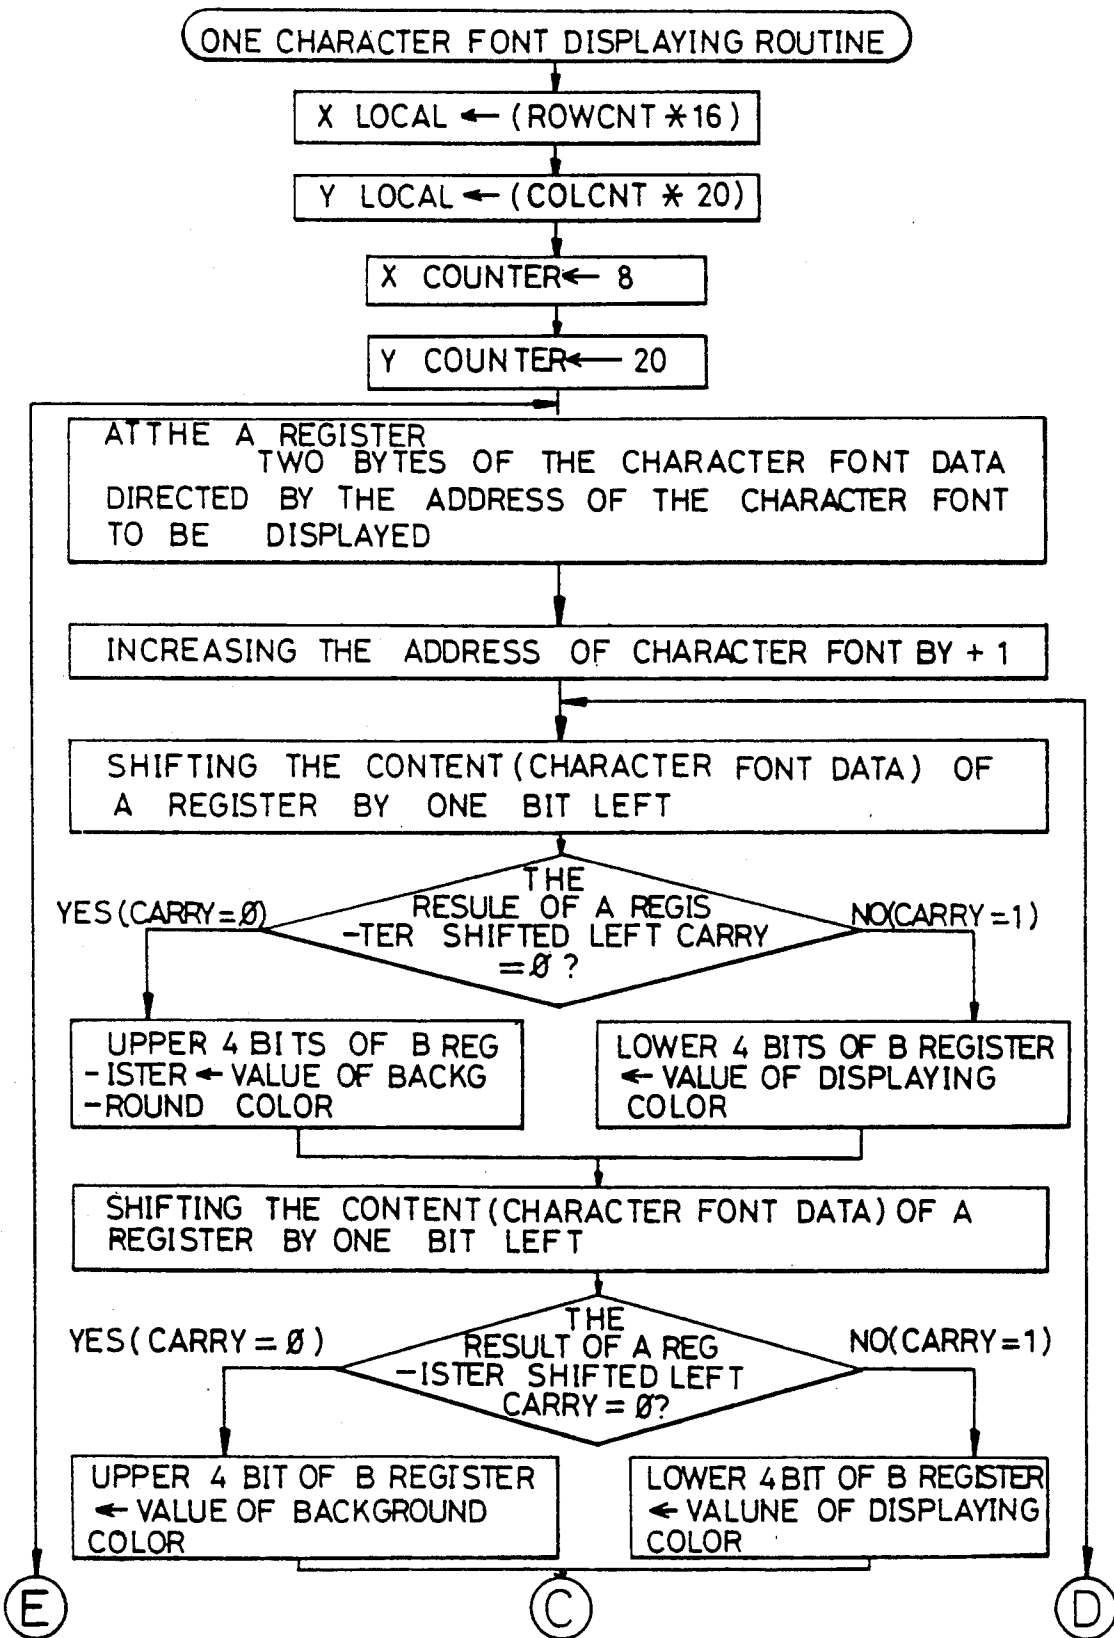 ONE CHARACTER FONT DISPLAYING ROUTINE
X LOCAL ← (ROWCNT * 16)
Y LOCAL ← (COLCNT * 20)
X COUNTER ← 8
Y COUNTER ← 20
ATTHE A REGISTER
TWO BYTES OF THE CHARACTER FONT DATA
DIRECTED BY THE ADDRESS OF THE CHARACTER FONT
TO BE DISPLAYED
INCREASING THE ADDRESS OF CHARACTER FONT BY + 1
SHIFTING THE CONTENT (CHARACTER FONT DATA) OF
A REGISTER BY ONE BIT LEFT
THE
RESULE OF A REGIS
-TER SHIFTED LEFT CARRY
= Ø ?
YES (CARRY = Ø)
NO (CARRY = 1)
UPPER 4 BITS OF B REG
-ISTER ← VALUE OF BACKG
-ROUND COLOR
LOWER 4 BITS OF B REGISTER
← VALUE OF DISPLAYING
COLOR
SHIFTING THE CONTENT (CHARACTER FONT DATA) OF A
REGISTER BY ONE BIT LEFT
THE
RESULT OF A REG
-ISTER SHIFTED LEFT
CARRY = Ø?
YES ( CARRY = Ø )
NO (CARRY = 1)
UPPER 4 BIT OF B REGISTER
← VALUE OF BACKGROUND
COLOR
LOWER 4 BIT OF B REGISTER
← VALUNE OF DISPLAYING
COLOR
E
C
D